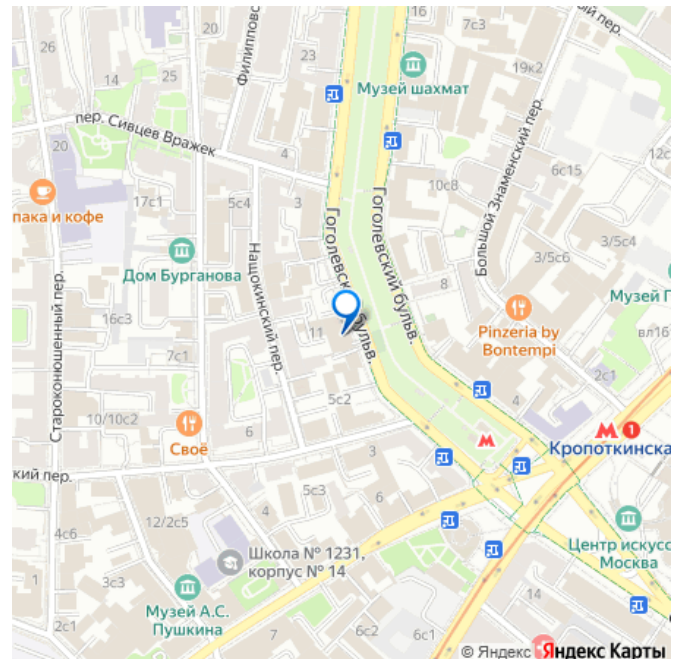 26
20
16
пер.
25
Филипповс
23
Музей шахмат
19к2
14
20
пер. Сивцев Вражек
4
12с
6с15
10с8
пака и кофе
17с1
5с4
3
Гоголевский бульв.
Гоголевский бульв.
Большой Знаменский пер.
3/5с4
3/5с6
Дом Бурганова
Нащокинский пер.
8
Музей Г
16с3
11
Pinzeria by
Bontempi
вл16
7с1
2с1
Староконюшенный пер.
10/10с2
6
5с2
Своё
4
Кропоткинска
1
ский пер.
5с3
3
6
4с6
12/2с5
Школа № 1231,
корпус № 14
Центр искусс
Москва
1
3с3
Музей А.С.
Пушкина
14
2с1
7
12
6с2
6с1
© Яндекс
Яндекс Карты